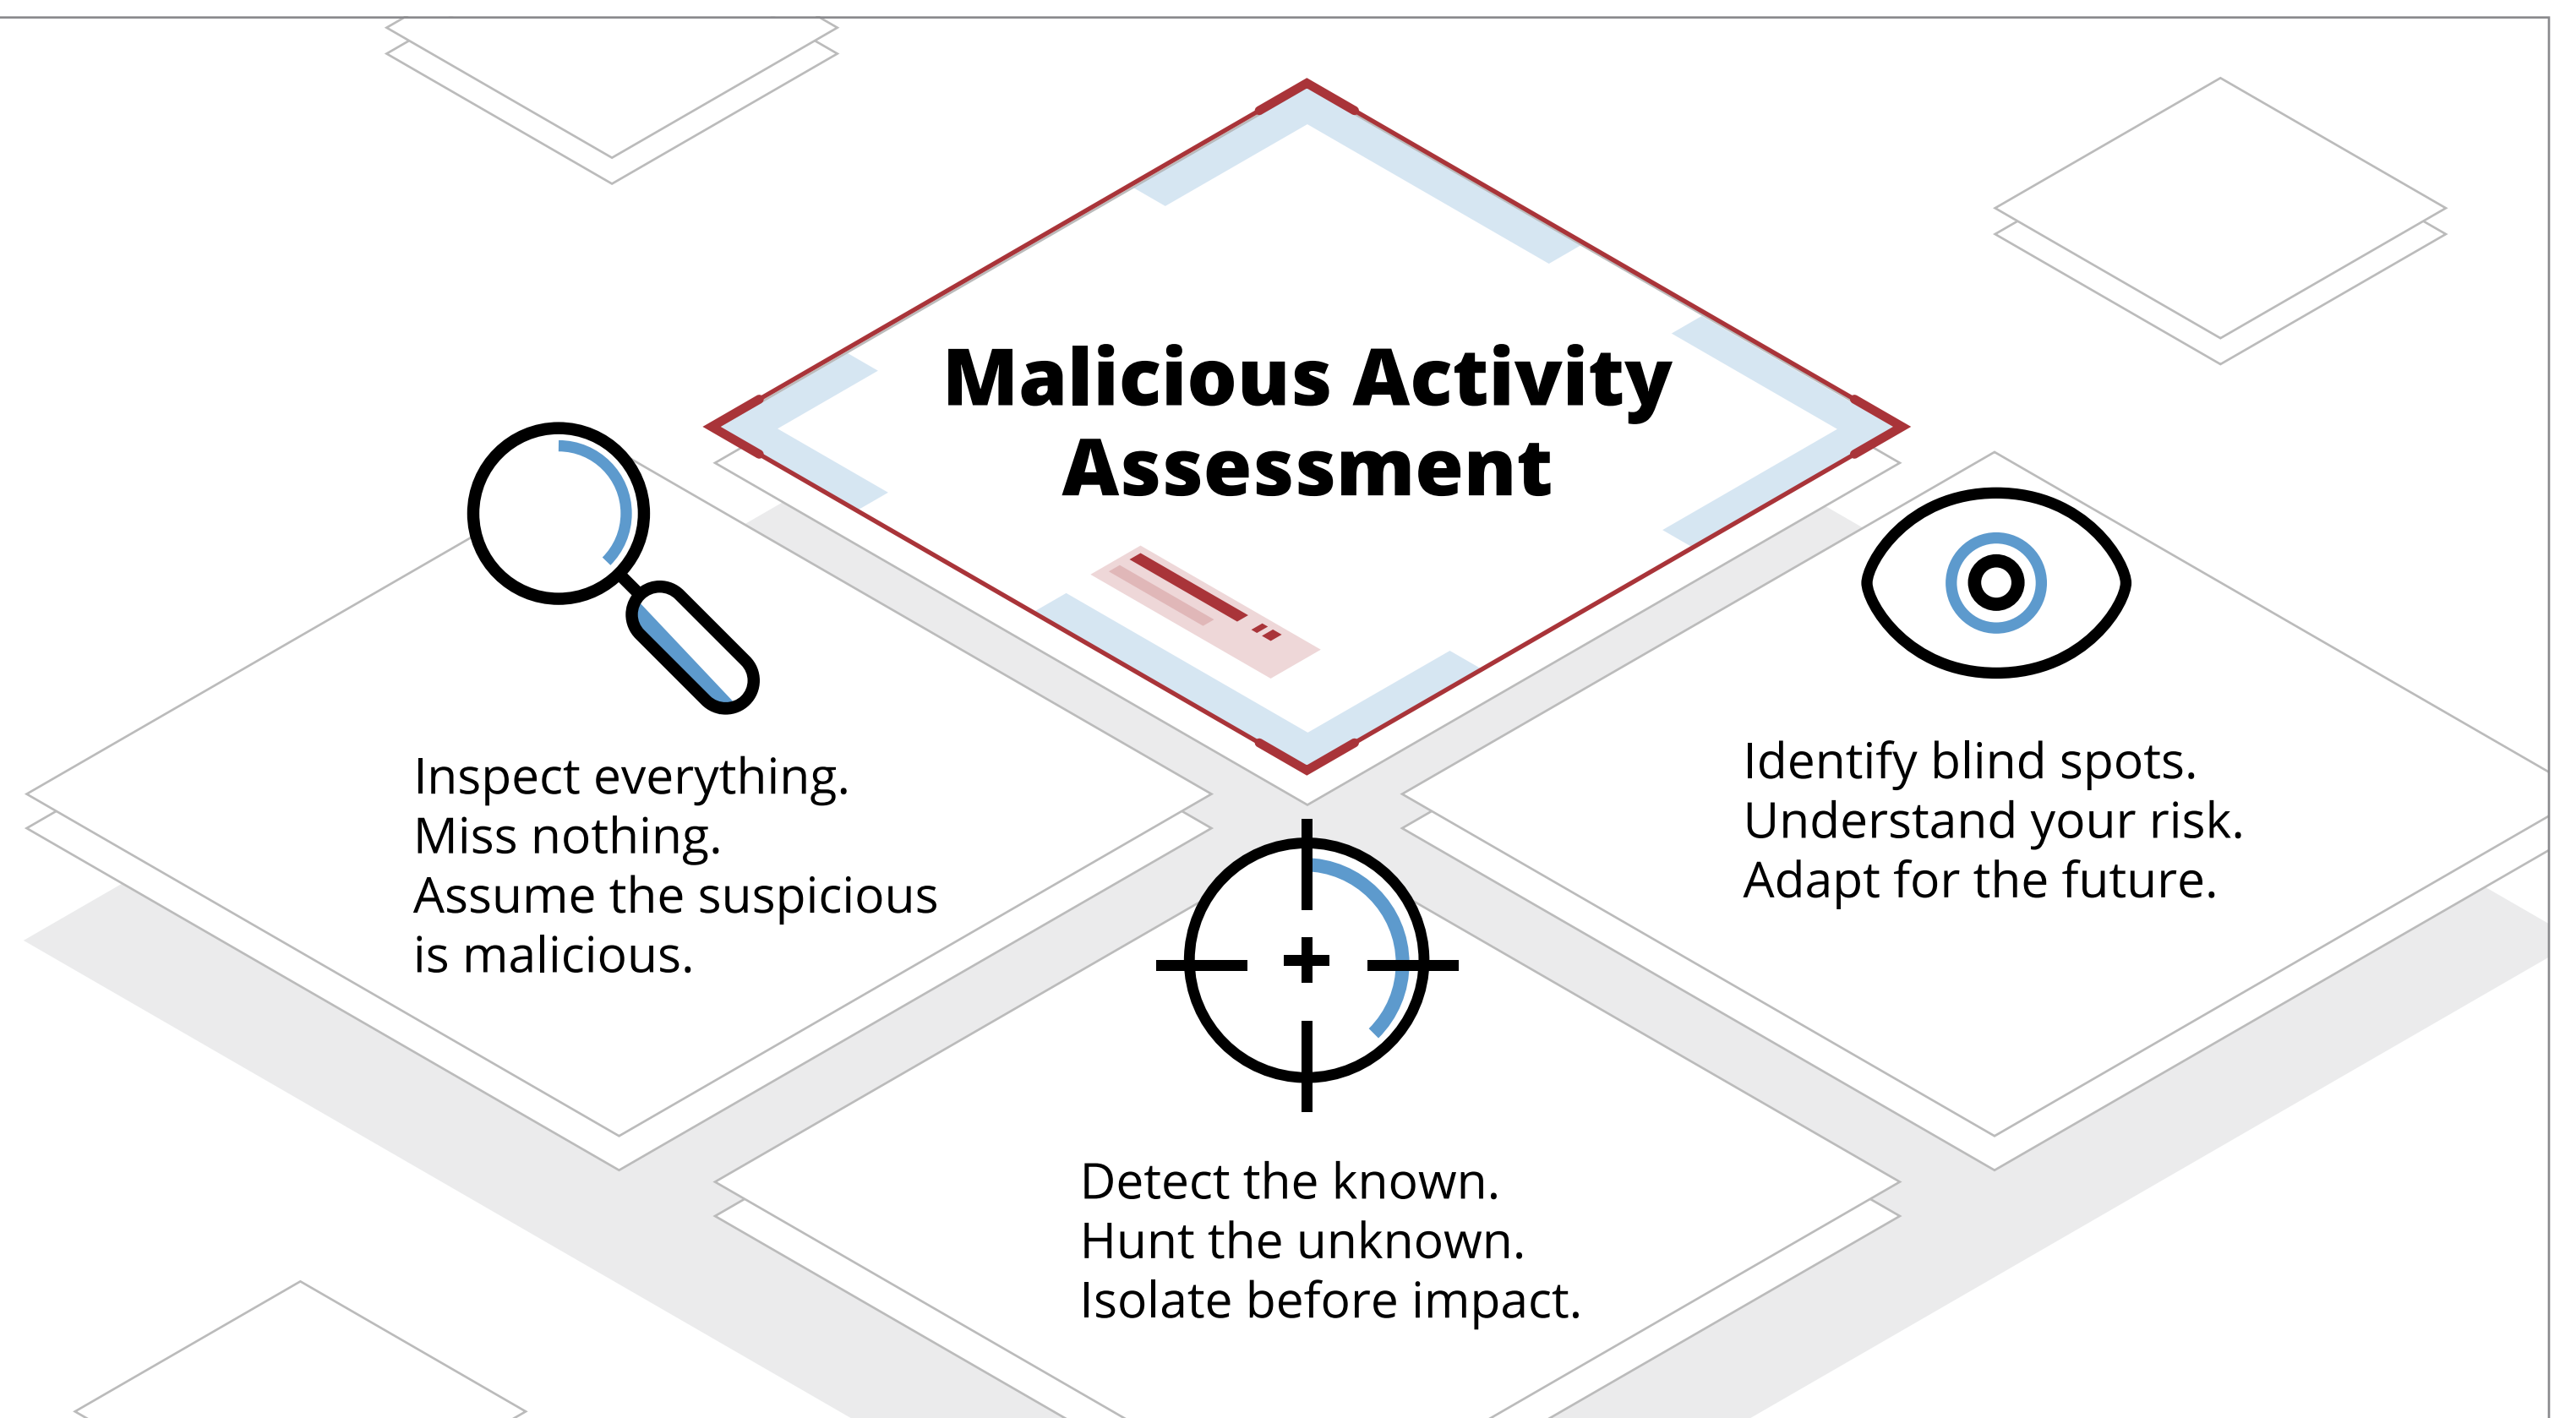 Malicious Activity
Assessment
Inspect everything.
Miss nothing.
Assume the suspicious
is malicious.
Identify blind spots.
Understand your risk.
Adapt for the future.
Detect the known.
Hunt the unknown.
Isolate before impact.